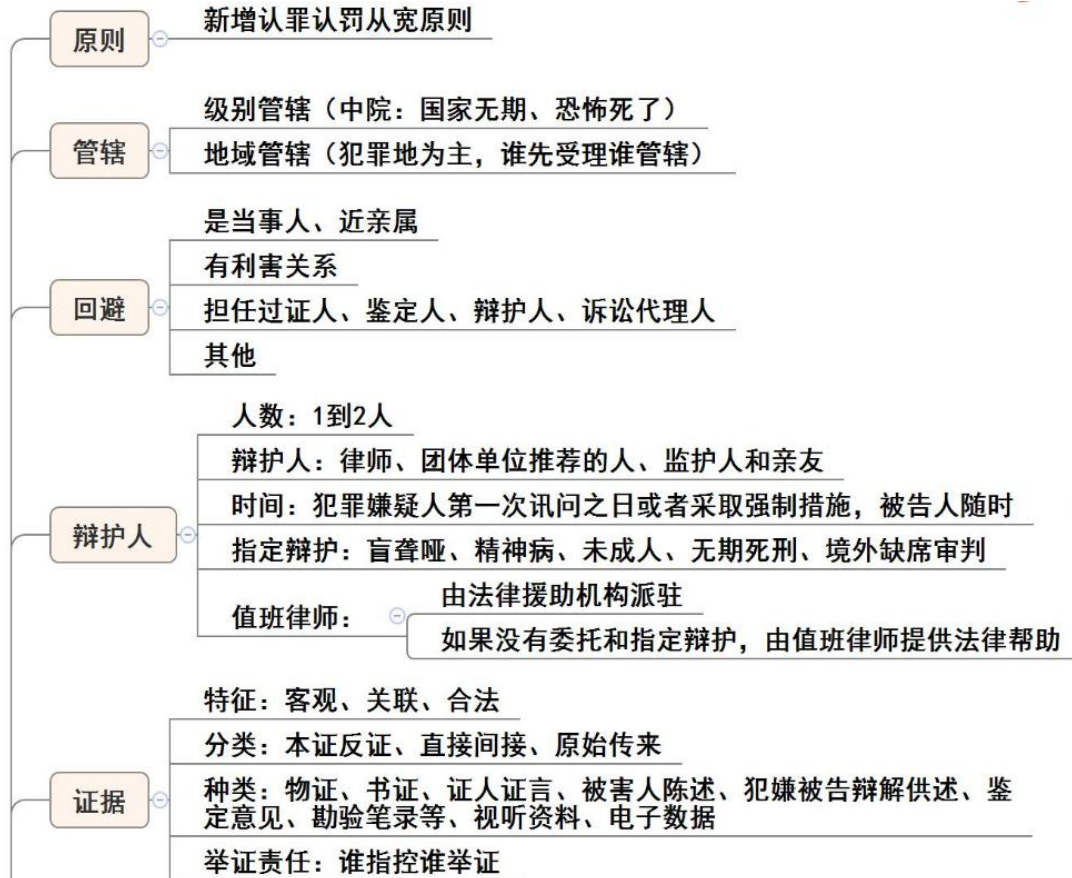 原则
新增认罪认罚从宽原则
管辖
级别管辖（中院：国家无期、恐怖死了）
地域管辖（犯罪地为主，谁先受理谁管辖）
回避
是当事人、近亲属
有利害关系
担任过证人、鉴定人、辩护人、诉讼代理人
其他
辩护人
人数：1到2人
辩护人：律师、团体单位推荐的人、监护人和亲友
时间：犯罪嫌疑人第一次讯问之日或者采取强制措施，被告人随时
指定辩护：盲聋哑、精神病、未成人、无期死刑、境外缺席审判
值班律师：
由法律援助机构派驻
如果没有委托和指定辩护，由值班律师提供法律帮助
证据
特征：客观、关联、合法
分类：本证反证、直接间接、原始传来
种类：物证、书证、证人证言、被害人陈述、犯嫌被告辩解供述、鉴
定意见、勘验笔录等、视听资料、电子数据
举证责任：谁指控谁举证